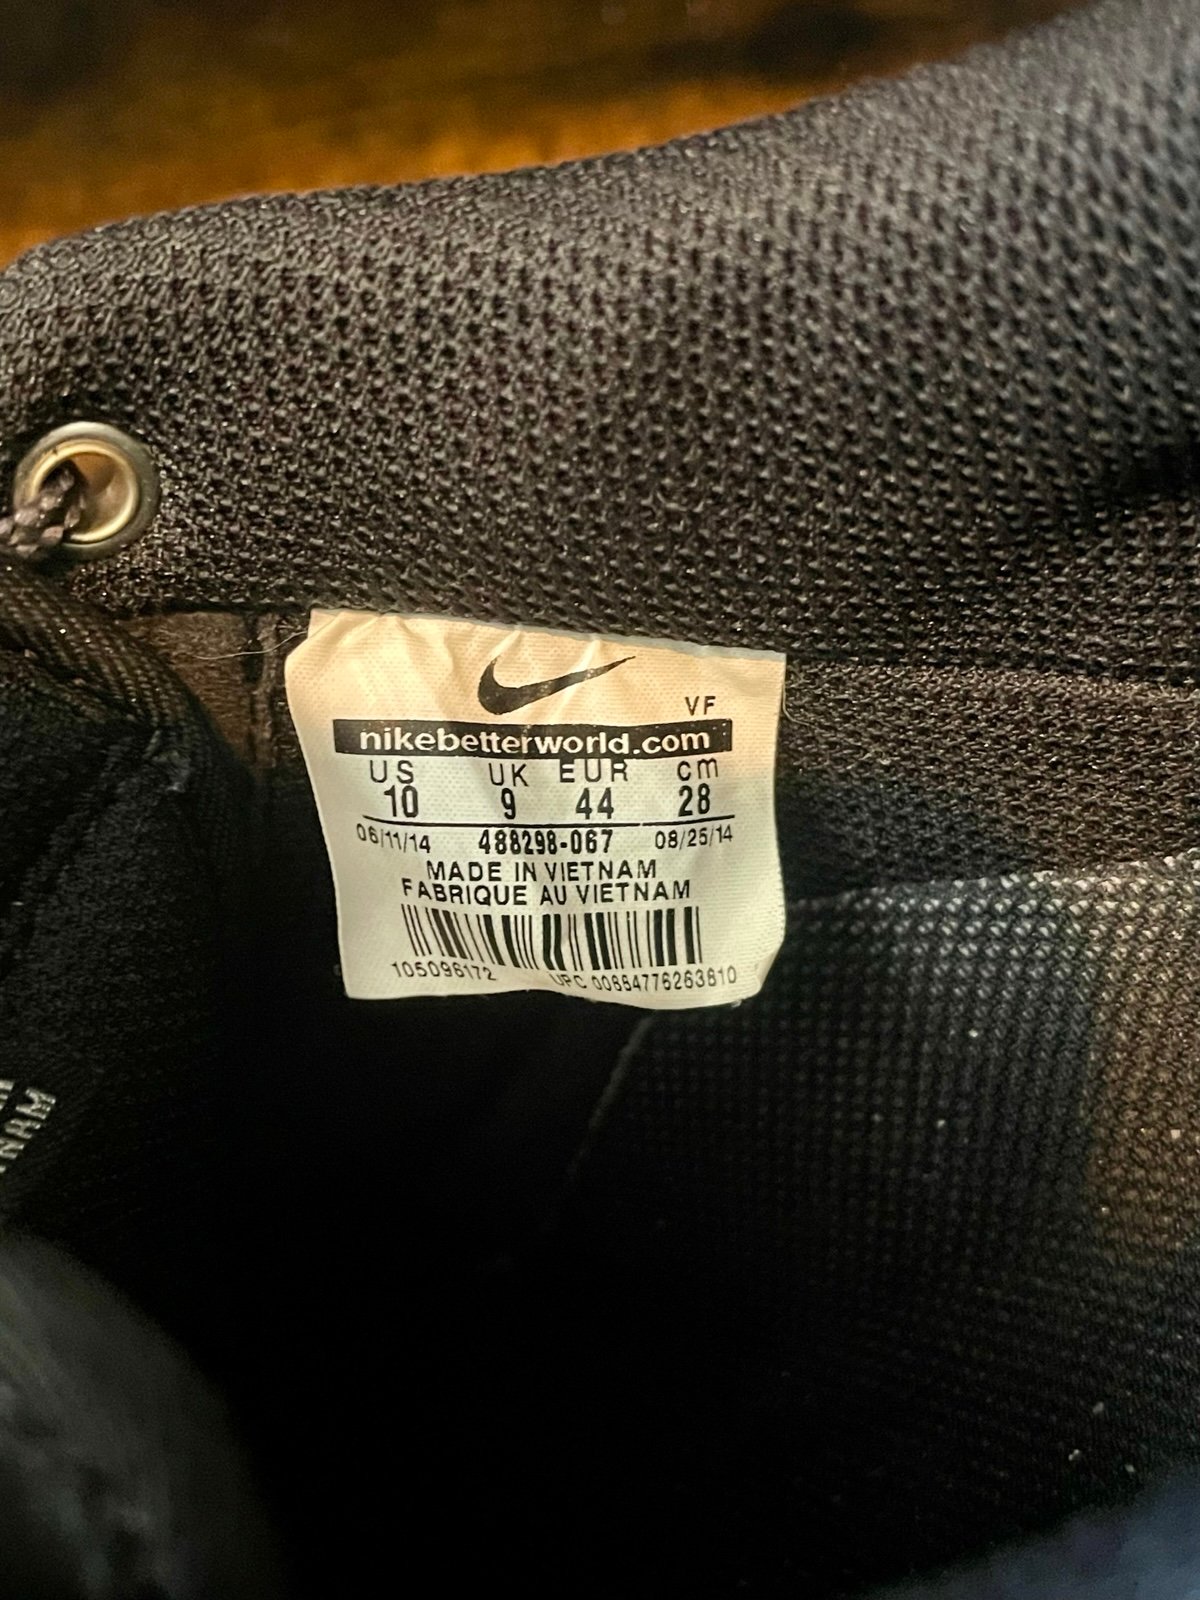 VF
nikebetterworld.com
US UK EUR cm
10 9 44 28
06/11/14 488298-067 08/25/14
MADE IN VIETNAM
FABRIQUE AU VIETNAM
105096172 UPC 00884776263810